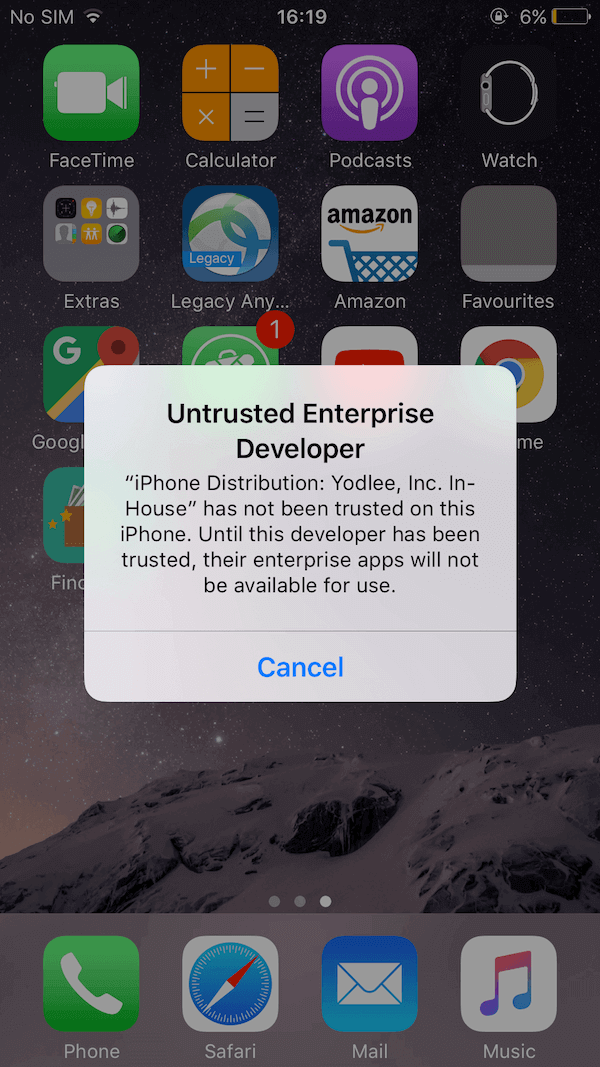 No SIM 16:19 6%
FaceTime Calculator Podcasts Watch
Legacy
amazon
Extras Legacy Any... Amazon Favourites
1
G
Googl
me
Untrusted Enterprise
Developer
“iPhone Distribution: Yodlee, Inc. In-
House” has not been trusted on this
iPhone. Until this developer has been
trusted, their enterprise apps will not
be available for use.
Find
Cancel
Phone Safari Mail Music